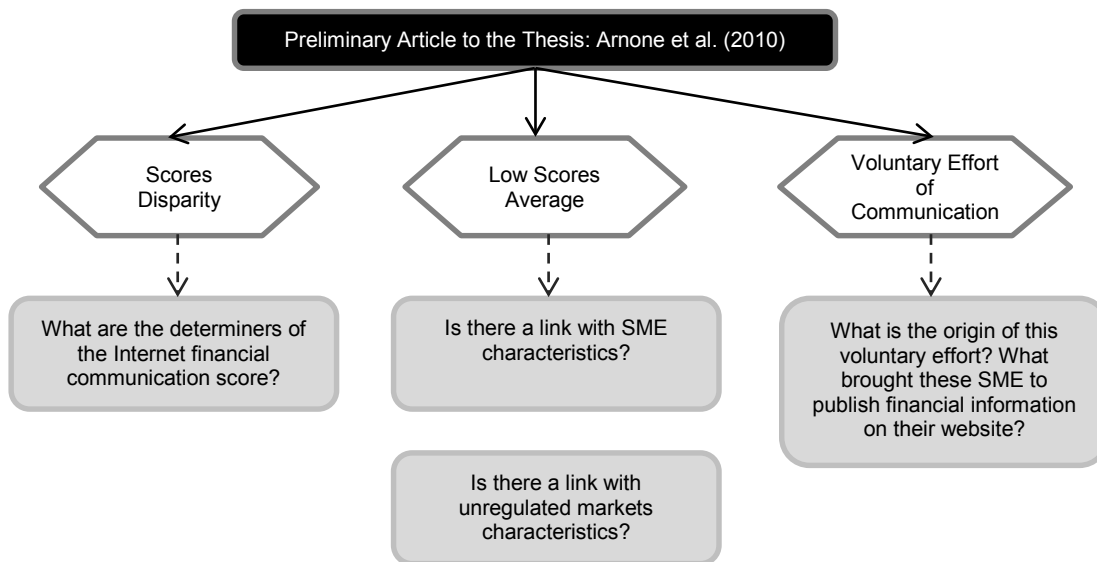 Preliminary Article to the Thesis: Arnone et al. (2010)
Scores
Disparity
Low Scores
Average
Voluntary Effort
of
Communication
What are the determiners of
the Internet financial
communication score?
Is there a link with SME
characteristics?
What is the origin of this
voluntary effort? What
brought these SME to
publish financial information
on their website?
Is there a link with
unregulated markets
characteristics?